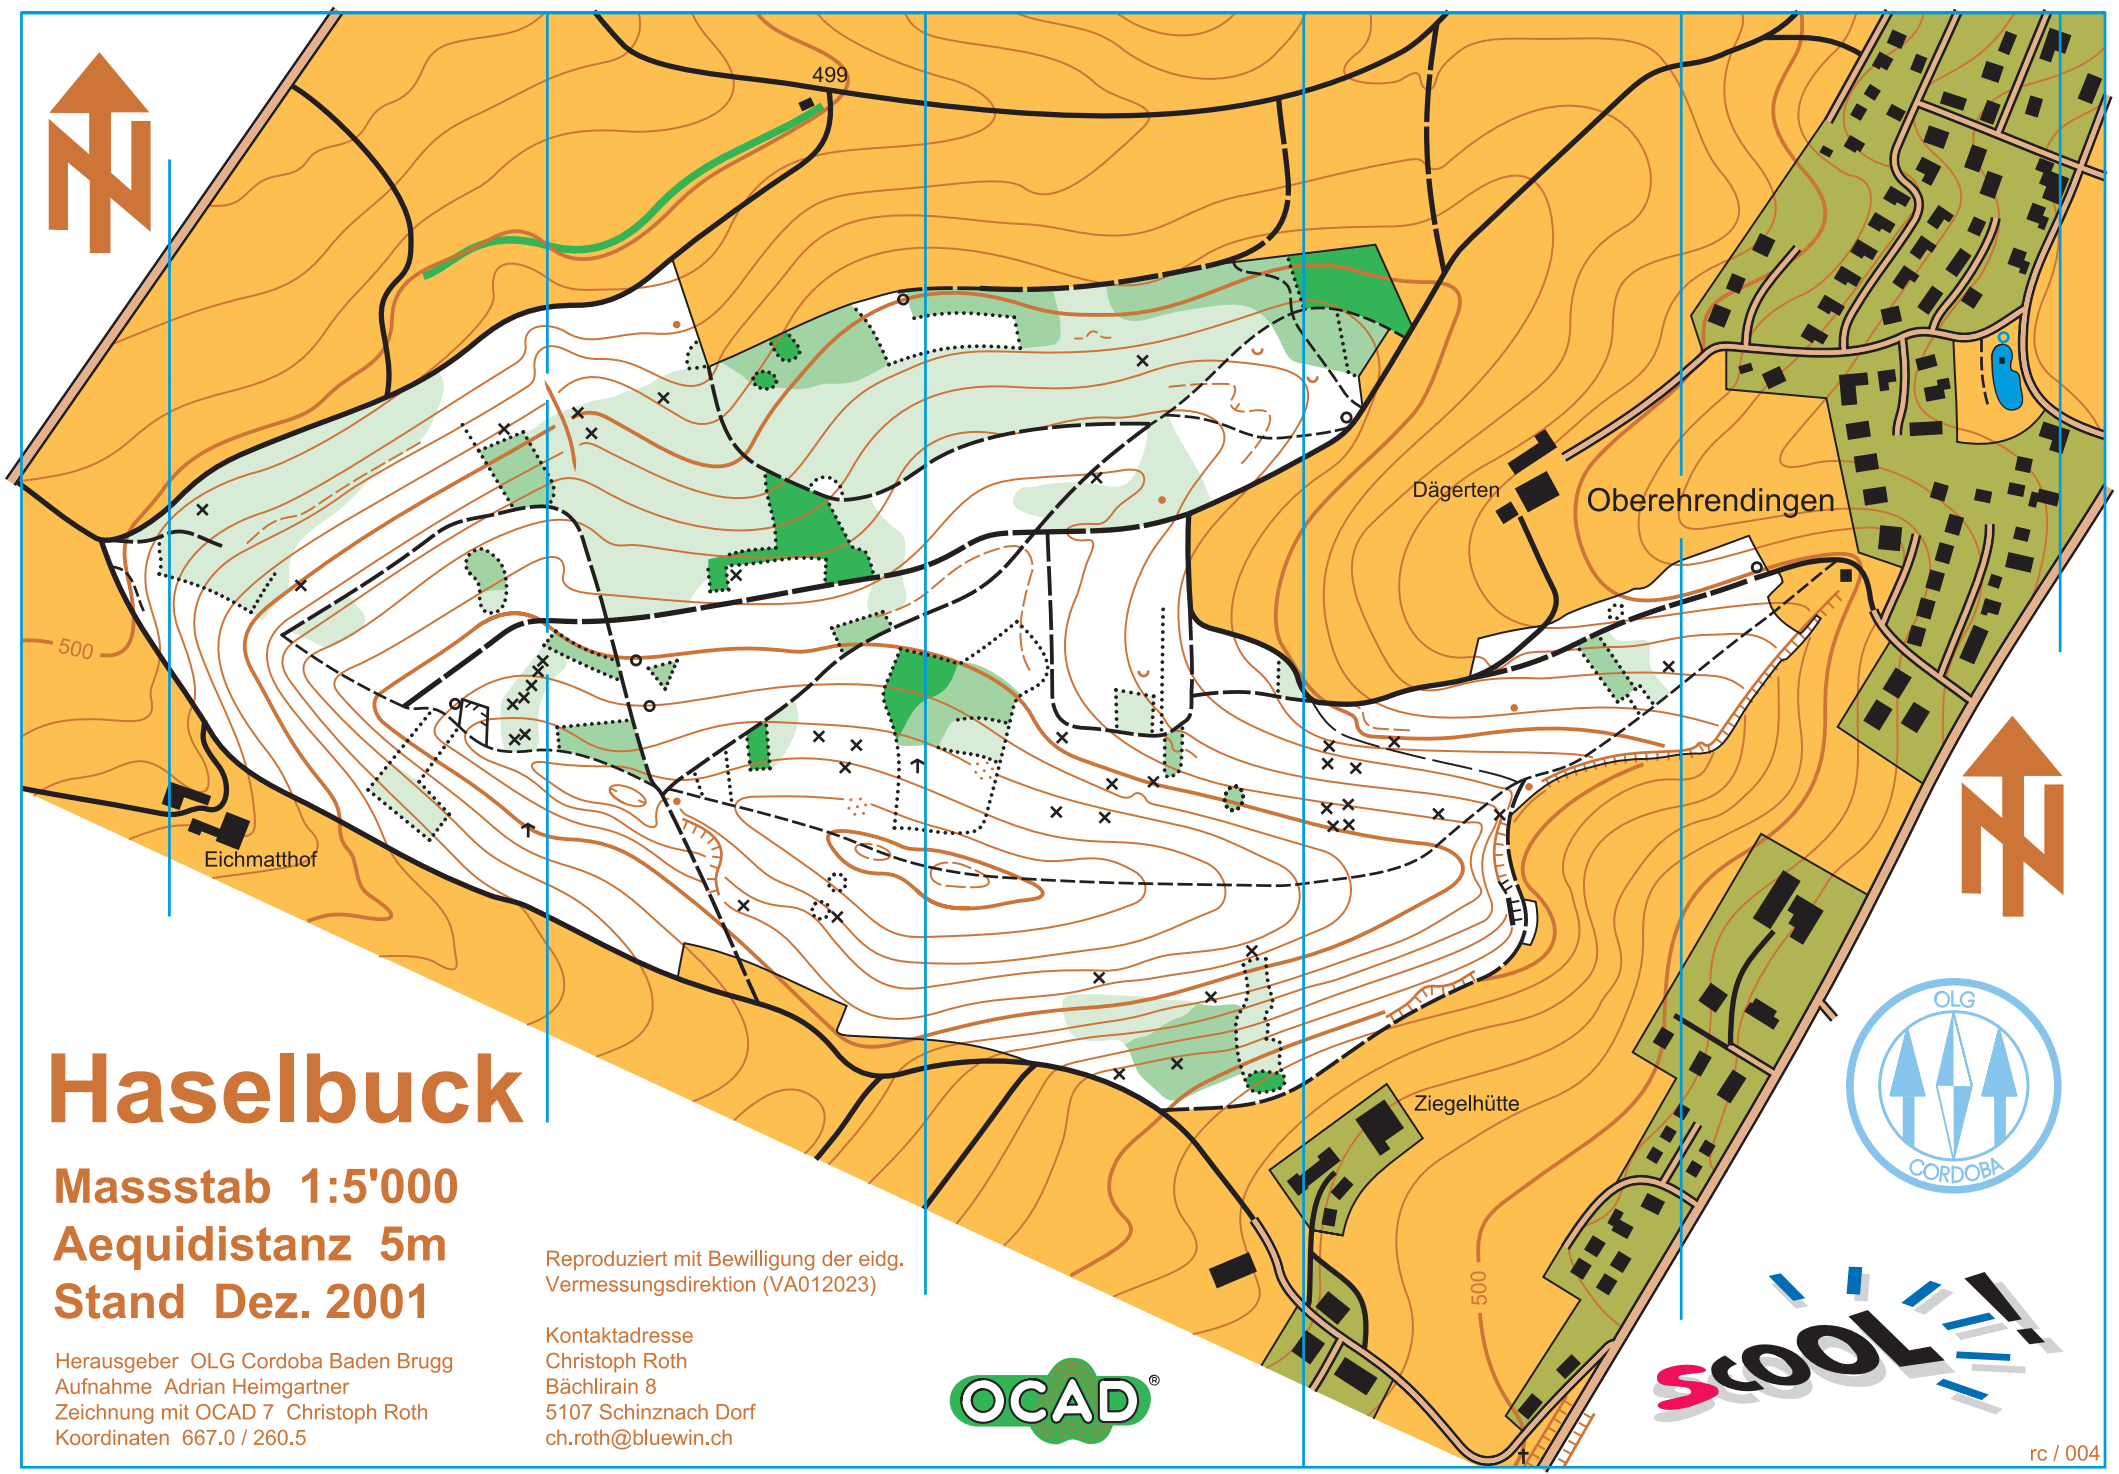 499
Dägerten
Oberehrendingen
500
Eichmatthof
Ziegelhütte
500
Haselbuck
Massstab 1:5'000
Aequidistanz 5m
Stand Dez. 2001
Herausgeber OLG Cordoba Baden Brugg
Aufnahme Adrian Heimgartner
Zeichnung mit OCAD 7 Christoph Roth
Koordinaten 667.0 / 260.5
Reproduziert mit Bewilligung der eidg.
Vermessungsdirektion (VA012023)
Kontaktadresse
Christoph Roth
Bächlirain 8
5107 Schinznach Dorf
ch.roth@bluewin.ch
OCAD®
OLG
CORDOBA
sCOOL!
rc / 004
N
N